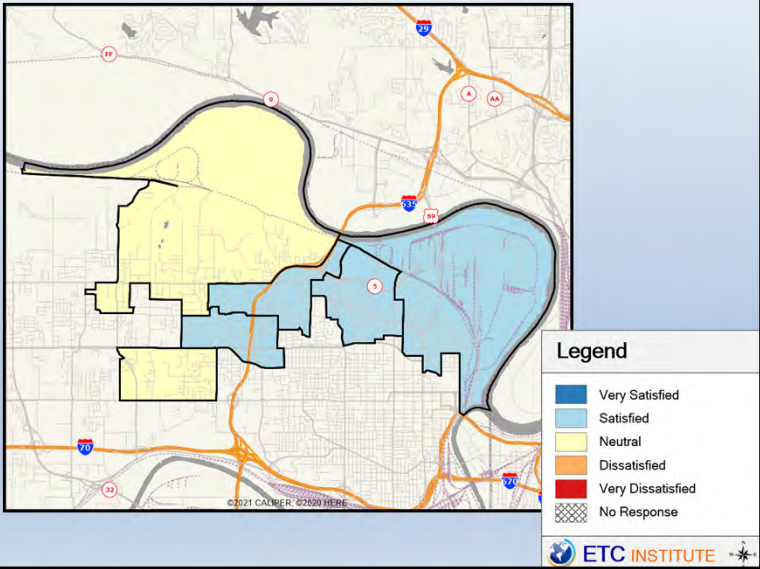 29
FF
A
AA
9
635
69
5
Legend
Very Satisfied
Satisfied
Neutral
Dissatisfied
Very Dissatisfied
No Response
70
32
670
©2021 CALIPER; ©2020 HERE
ETC INSTITUTE
N
W
E
S